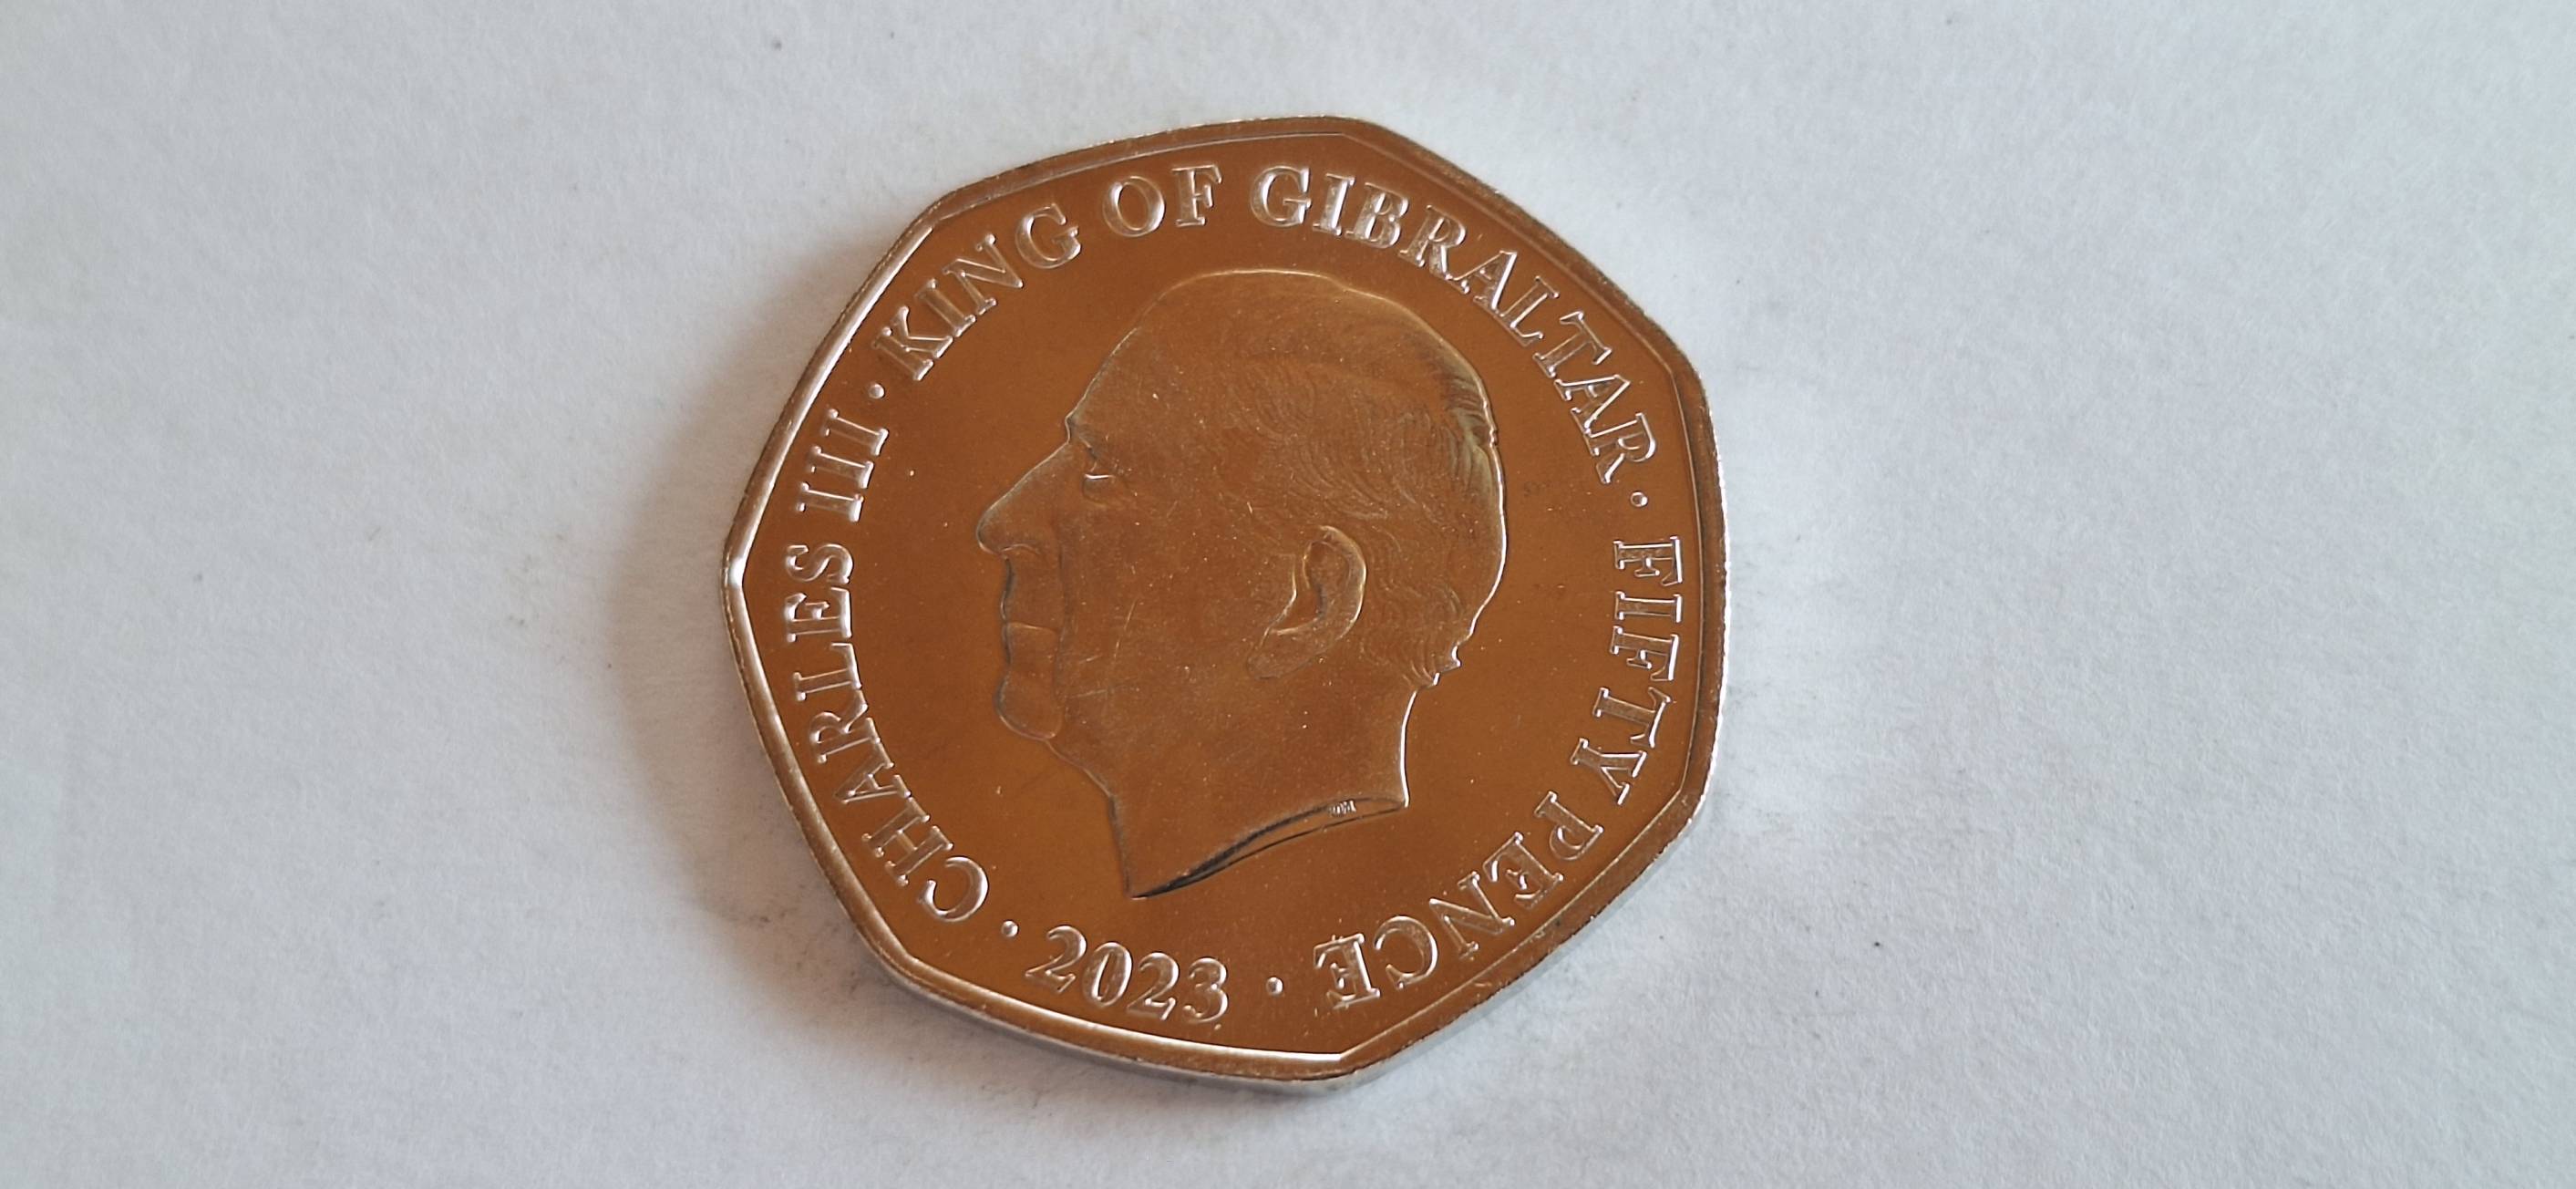 CHARLES III · KING OF GIBRALTAR · FIFTY PENCE · 2023 ·